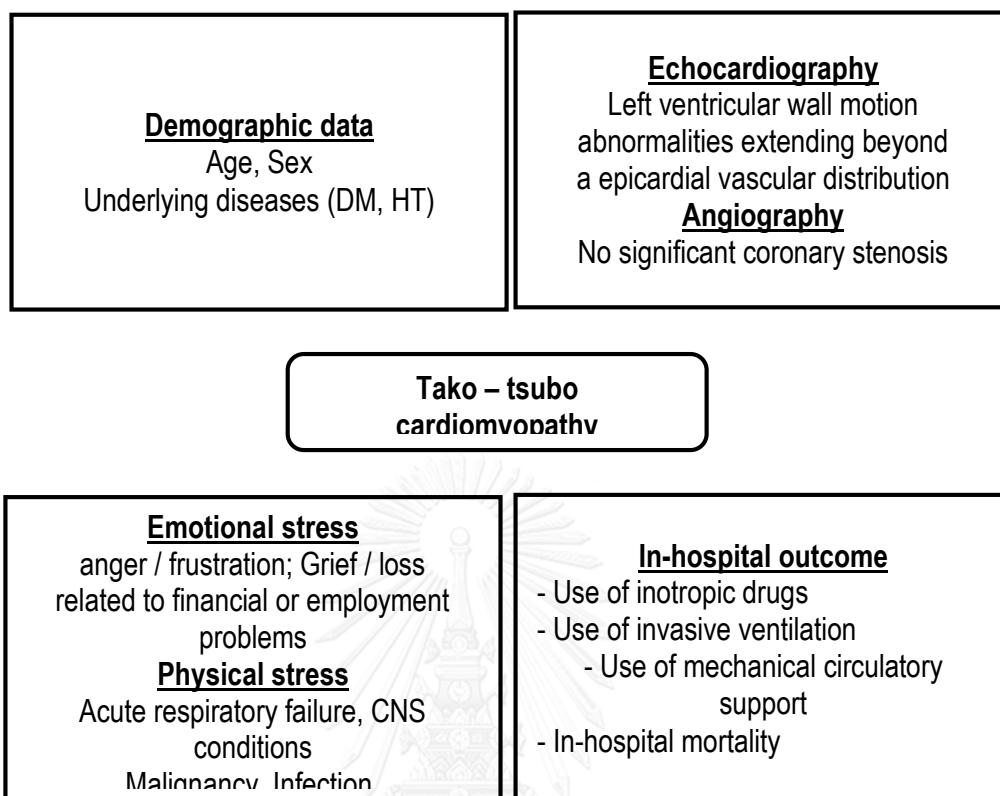 Demographic data
Age, Sex
Underlying diseases (DM, HT)
Echocardiography
Left ventricular wall motion
abnormalities extending beyond
a epicardial vascular distribution
Angiography
No significant coronary stenosis
Tako – tsubo
cardiomyopathy
Emotional stress
anger / frustration; Grief / loss
related to financial or employment
problems
Physical stress
Acute respiratory failure, CNS
conditions
Malignancy, Infection
In-hospital outcome
- Use of inotropic drugs
- Use of invasive ventilation
- Use of mechanical circulatory
support
- In-hospital mortality